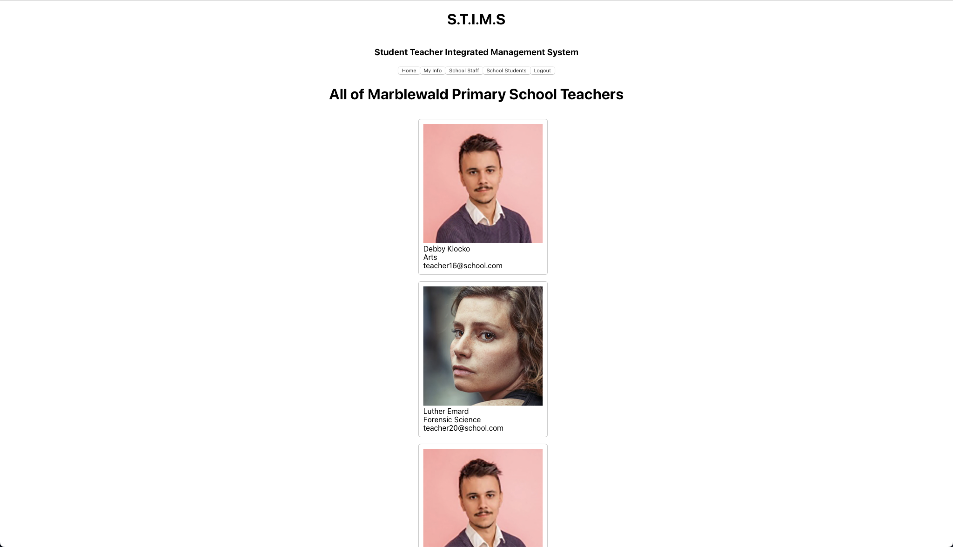 S.T.I.M.S
Student Teacher Integrated Management System
Home My Info School Staff School Students Logout
All of Marblewald Primary School Teachers
Debby Klocko
Arts
teacher16@school.com
Luther Emard
Forensic Science
teacher20@school.com